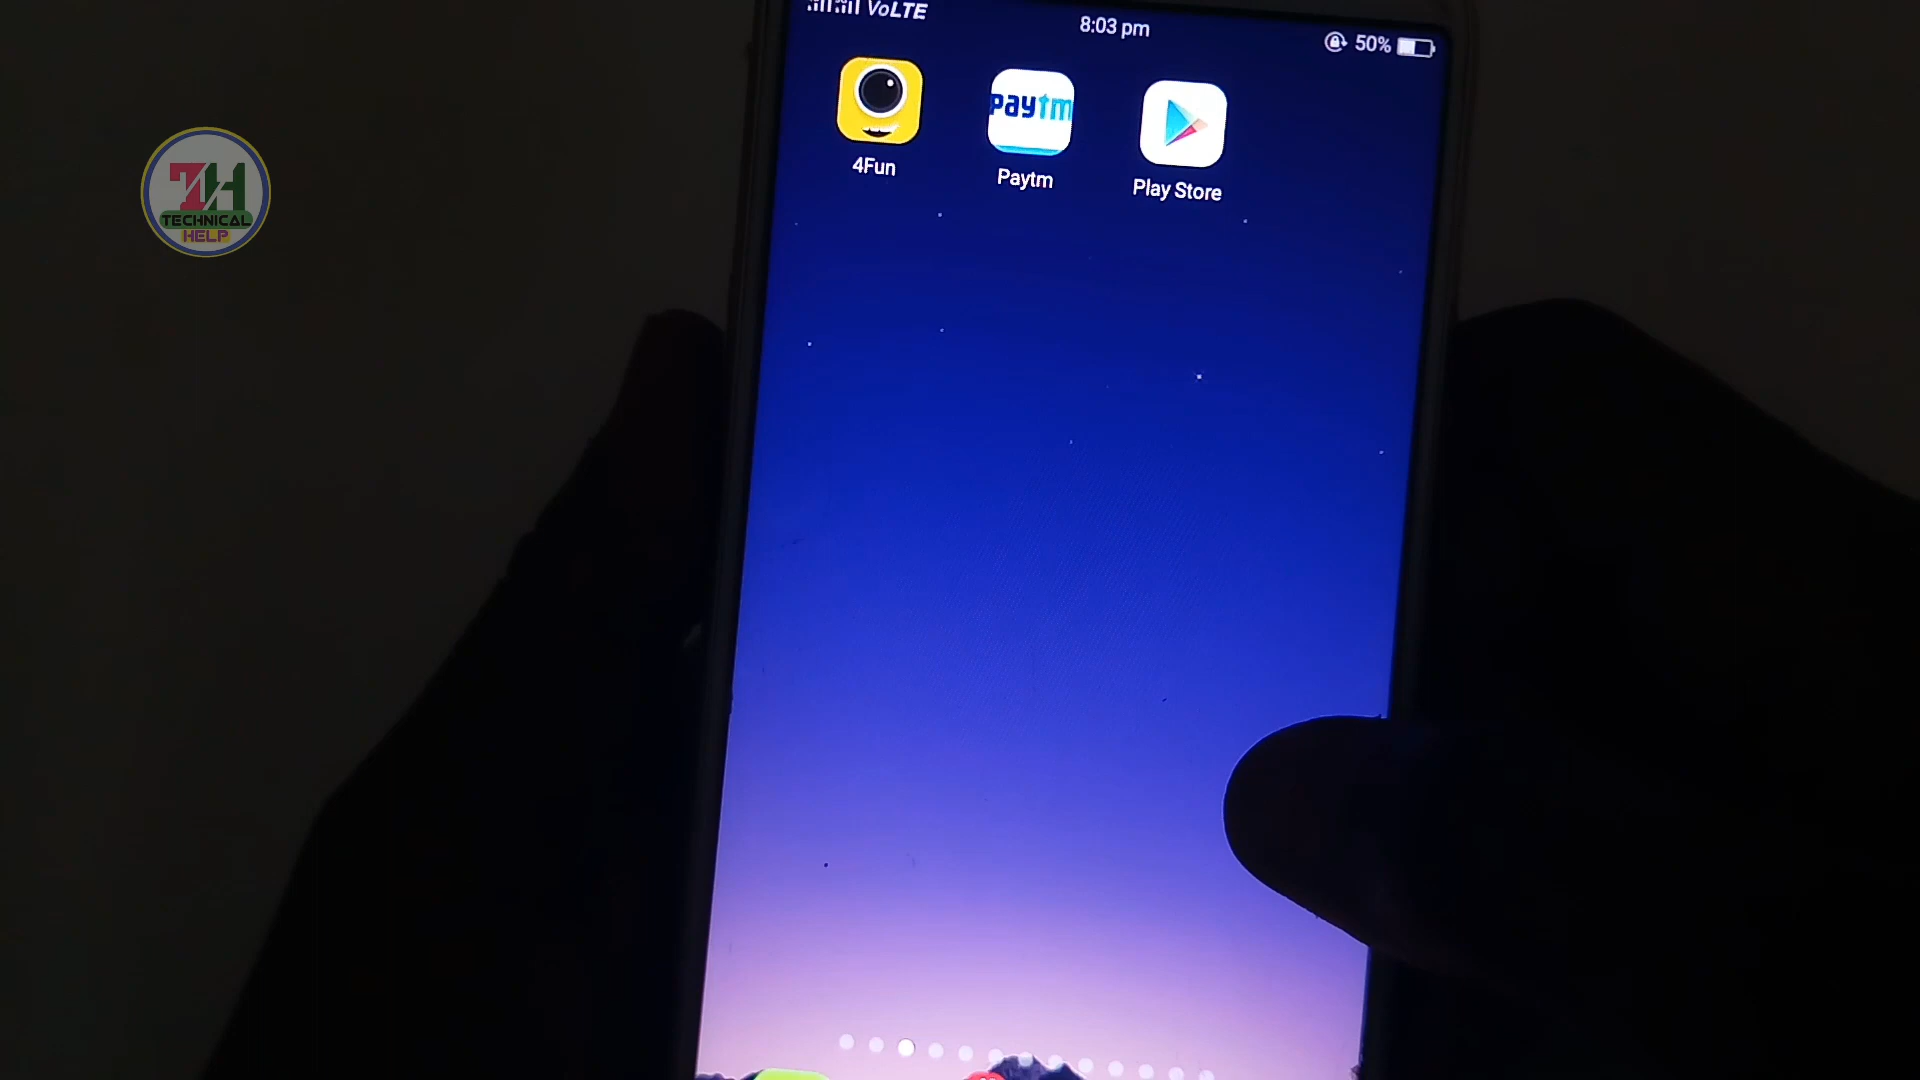 VoLTE
8:03 pm
50%
paytm
4Fun
Paytm
Play Store
TH
TECHNICAL
HELP